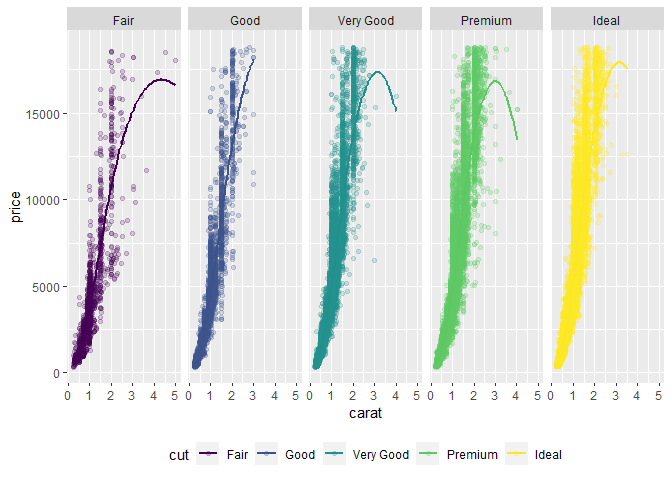 Fair Good Very Good Premium Ideal
price
15000
10000
5000
0
0 1 2 3 4 5 0 1 2 3 4 5 0 1 2 3 4 5 0 1 2 3 4 5 0 1 2 3 4 5
carat
cut Fair Good Very Good Premium Ideal